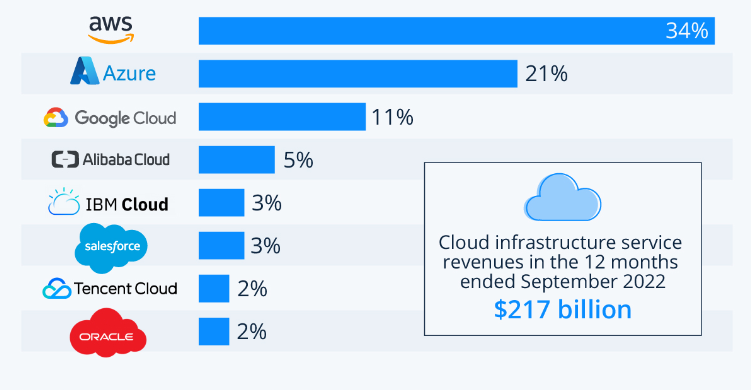 aws
34%
Azure
21%
Google Cloud
11%
Alibaba Cloud
5%
IBM Cloud
3%
salesforce
3%
Tencent Cloud
2%
ORACLE
2%
Cloud infrastructure service
revenues in the 12 months
ended September 2022
$217 billion